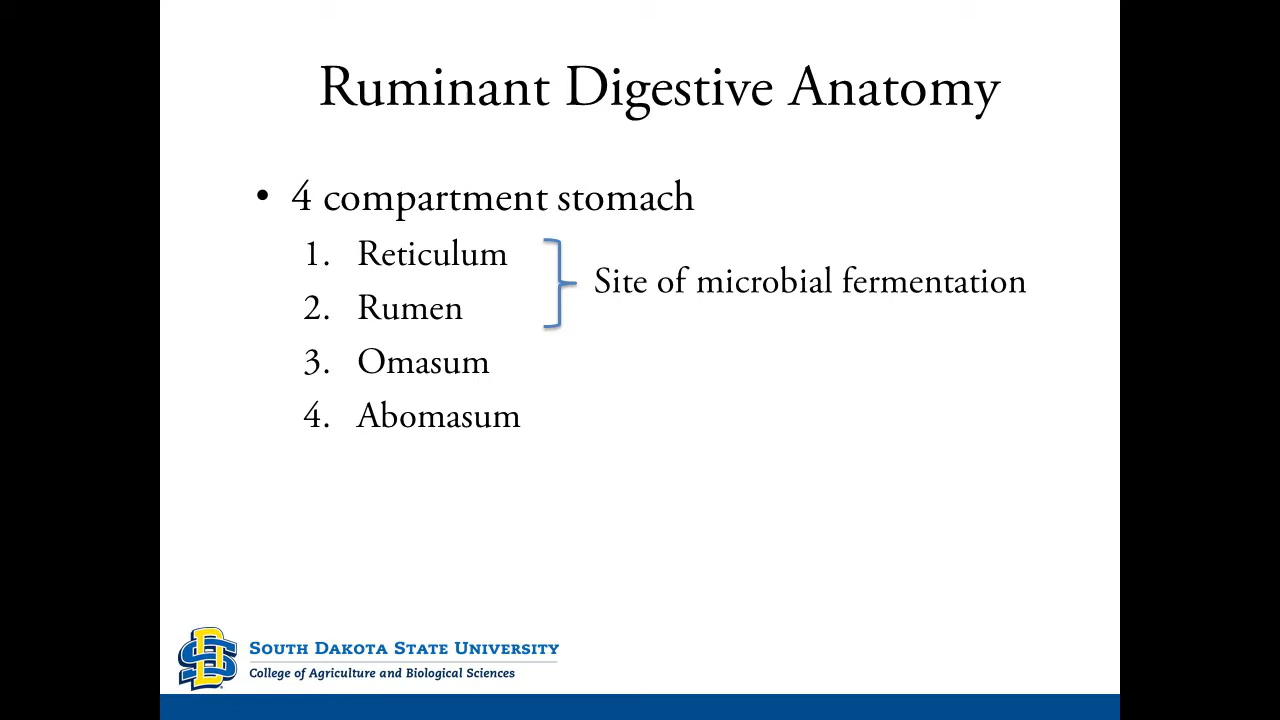 Ruminant Digestive Anatomy
• 4 compartment stomach
1. Reticulum
Site of microbial fermentation
2. Rumen
3. Omasum
4. Abomasum
SOUTH DAKOTA STATE UNIVERSITY
College of Agriculture and Biological Sciences